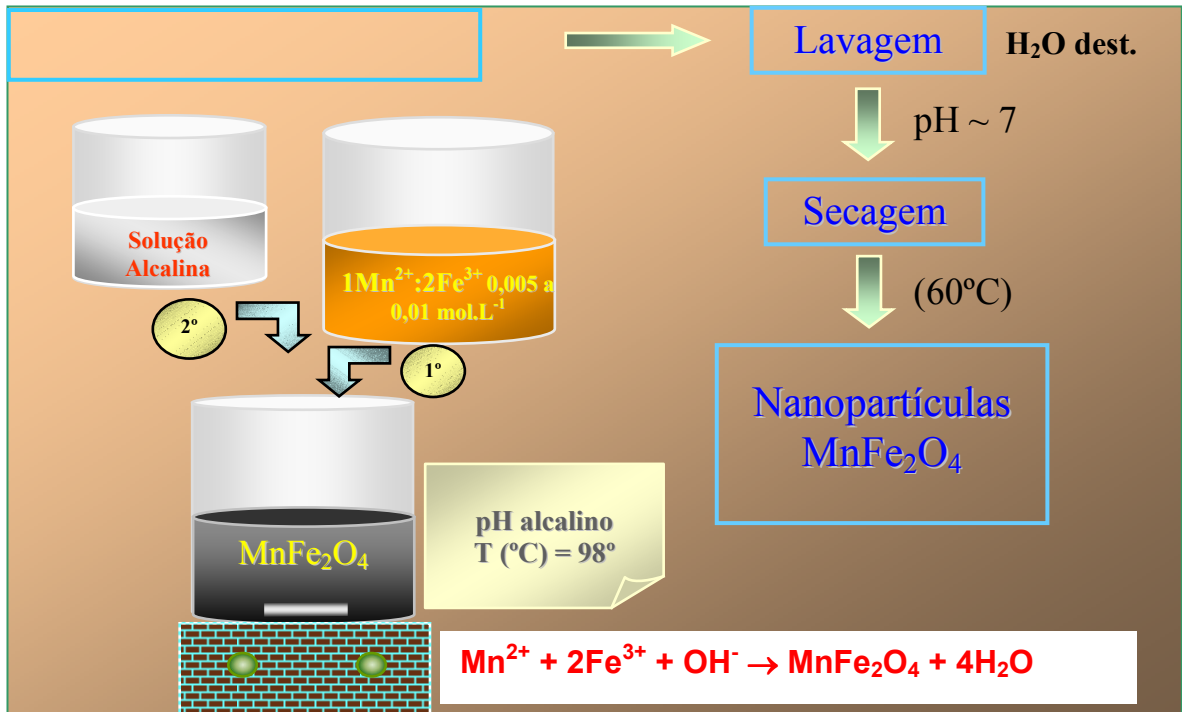 Lavagem
H₂O dest.
pH ~ 7
Secagem
(60ºC)
Nanopartículas
MnFe₂O₄
Solução
Alcalina
1Mn²⁺:2Fe³⁺ 0,005 a
0,01 mol.L⁻¹
2º
1º
MnFe₂O₄
pH alcalino
T (ºC) = 98º
Mn²⁺ + 2Fe³⁺ + OH⁻ → MnFe₂O₄ + 4H₂O